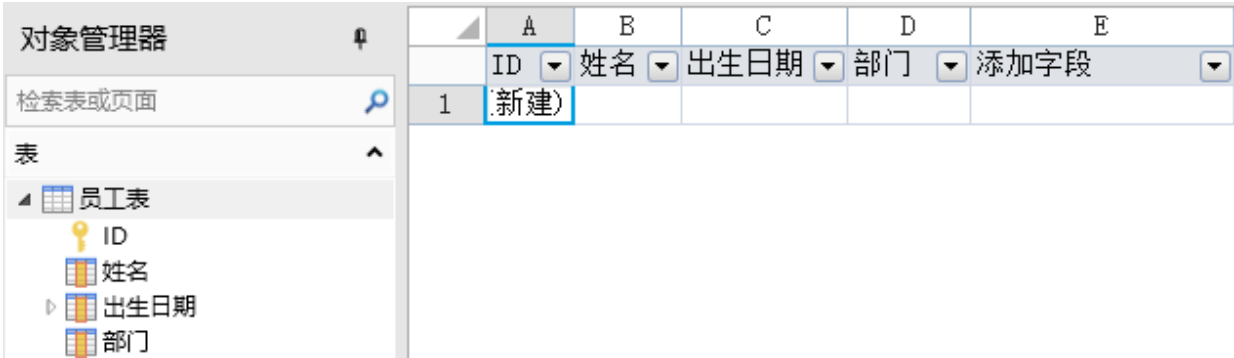 对象管理器
检索表或页面
表
员工表
ID
姓名
出生日期
部门
A B C D E
ID 姓名 出生日期 部门 添加字段
1 新建)